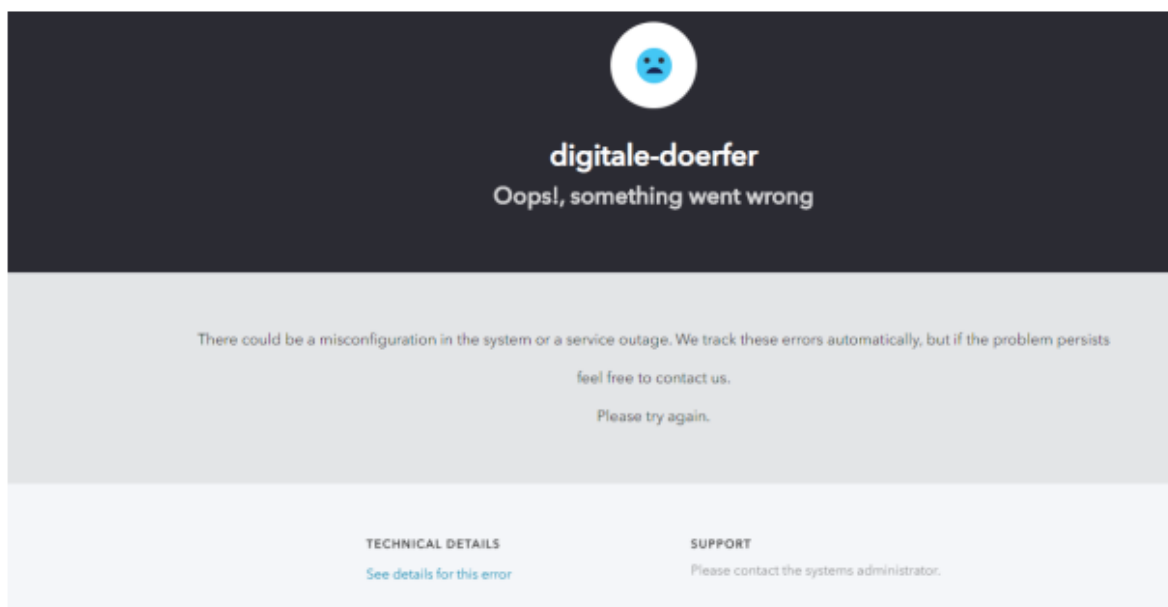 digitale-doerfer
Oops!, something went wrong
There could be a misconfiguration in the system or a service outage. We track these errors automatically, but if the problem persists
feel free to contact us.
Please try again.
TECHNICAL DETAILS
SUPPORT
See details for this error
Please contact the systems administrator.